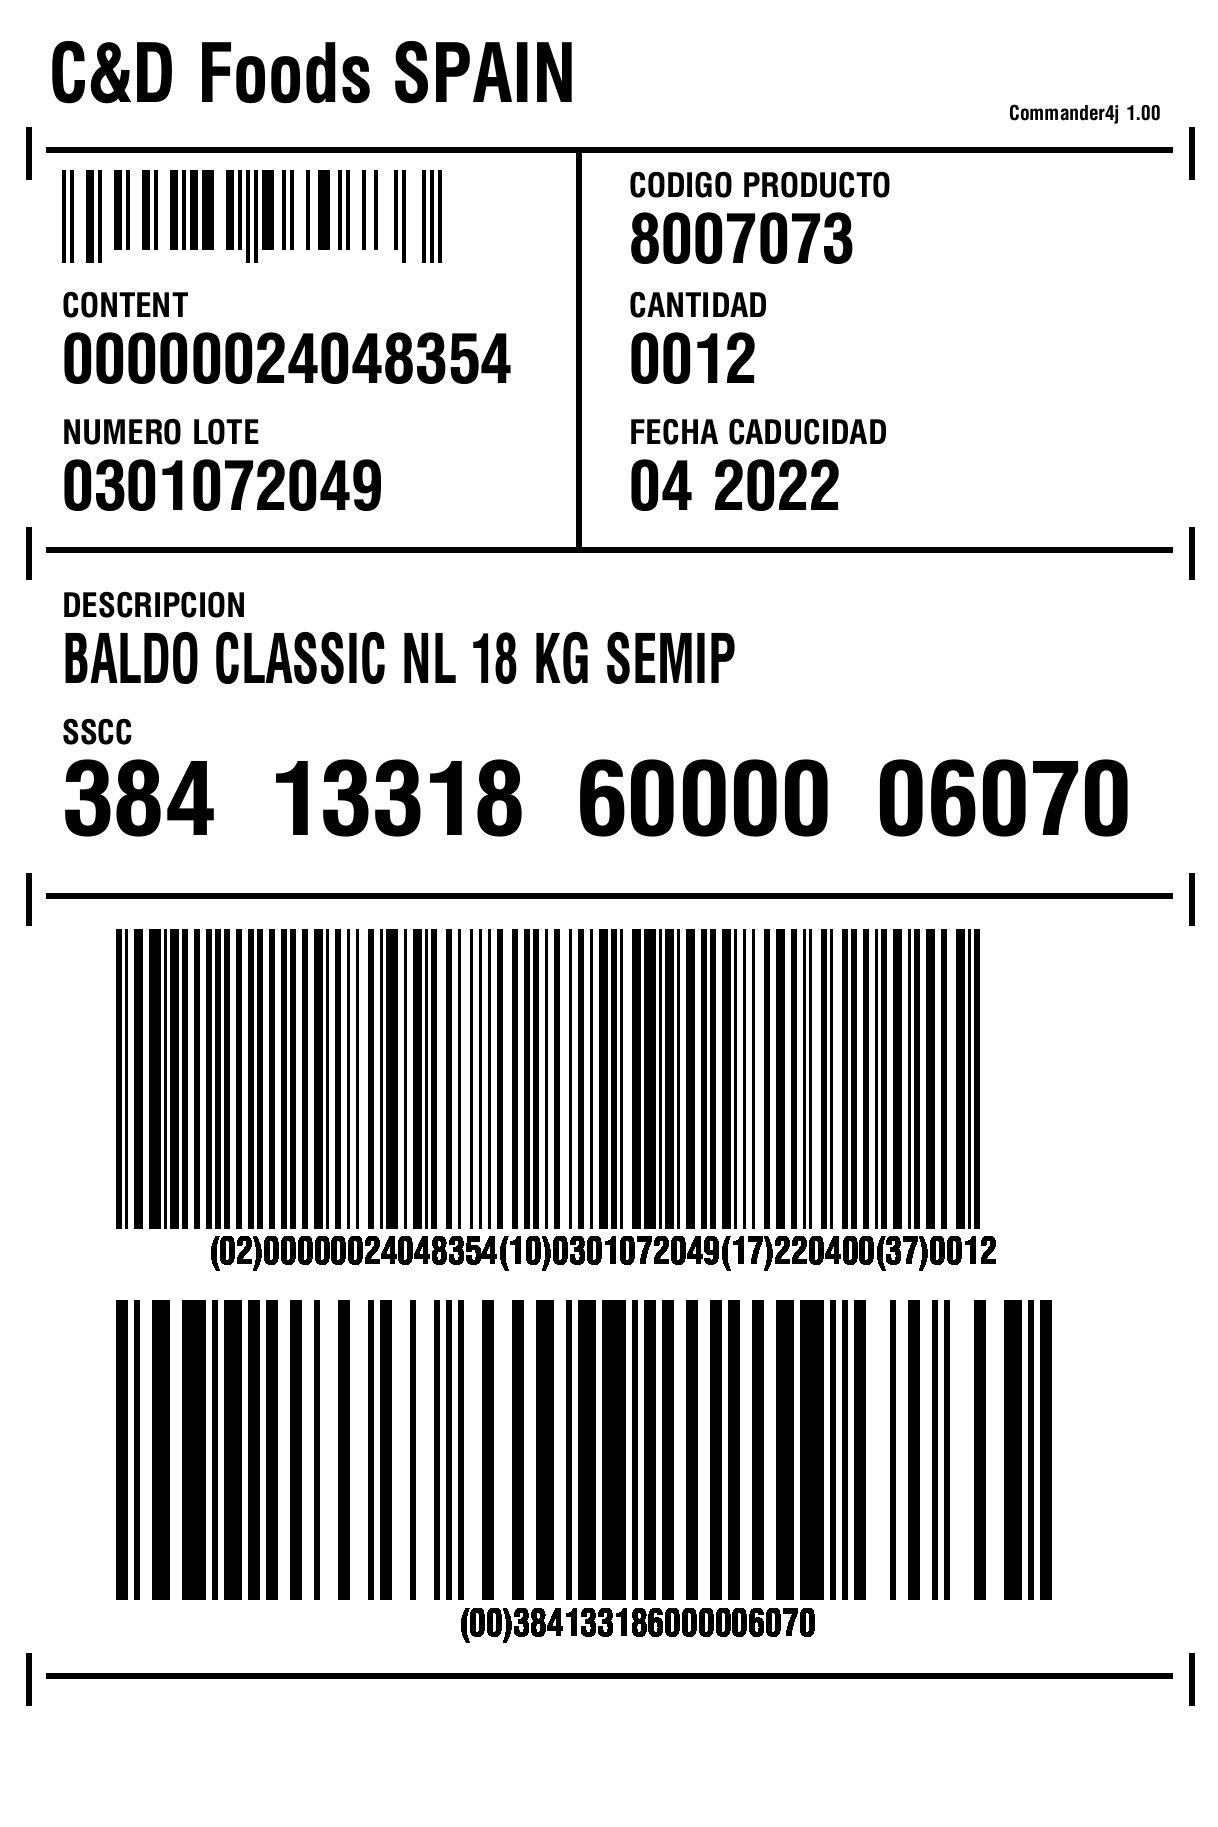 C&D Foods SPAIN
Commander4j 1.00
CODIGO PRODUCTO
8007073
CONTENT
00000024048354
CANTIDAD
0012
NUMERO LOTE
0301072049
FECHA CADUCIDAD
04 2022
DESCRIPCION
BALDO CLASSIC NL 18 KG SEMIP
SSCC
384 13318 60000 06070
(02)00000024048354(10)0301072049(17)220400(37)0012
(00)384133186000006070